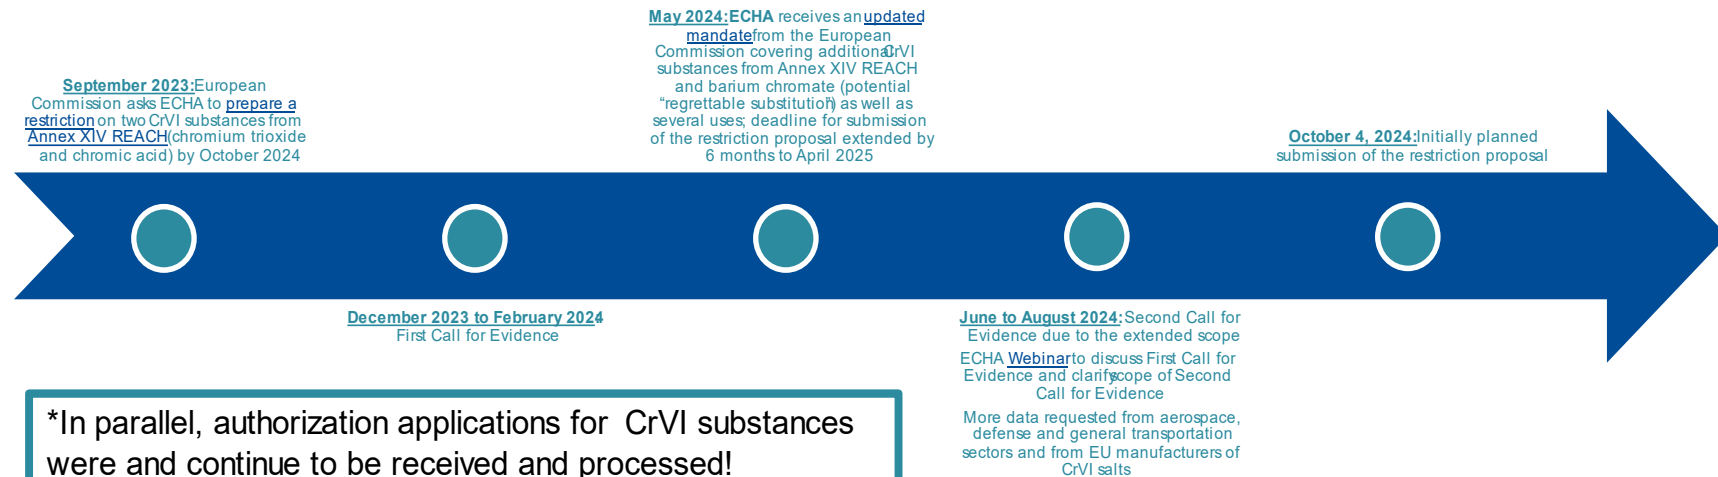 September 2023:European
Commission asks ECHA to prepare a
restriction on two CrVI substances from
Annex XIV REACH(chromium trioxide
and chromic acid) by October 2024
December 2023 to February 2024
First Call for Evidence
May 2024:ECHA receives an updated
mandate from the European
Commission covering additional CrVI
substances from Annex XIV REACH
and barium chromate (potential
“regrettable substitution”) as well as
several uses; deadline for submission
of the restriction proposal extended by
6 months to April 2025
June to August 2024: Second Call for
Evidence due to the extended scope
ECHA Webinar to discuss First Call for
Evidence and clarify scope of Second
Call for Evidence
More data requested from aerospace,
defense and general transportation
sectors and from EU manufacturers of
CrVI salts
October 4, 2024:Initially planned
submission of the restriction proposal
*In parallel, authorization applications for CrVI substances
were and continue to be received and processed!